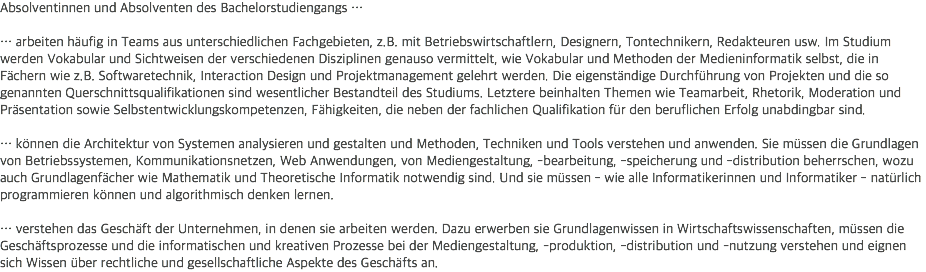 Absolventinnen und Absolventen des Bachelorstudiengangs ···
··· arbeiten häufig in Teams aus unterschiedlichen Fachgebieten, z.B. mit Betriebswirtschaftlern, Designern, Tontechnikern, Redakteuren usw. Im Studium
werden Vokabular und Sichtweisen der verschiedenen Disziplinen genauso vermittelt, wie Vokabular und Methoden der Medieninformatik selbst, die in
Fächern wie z.B. Softwaretechnik, Interaction Design und Projektmanagement gelehrt werden. Die eigenständige Durchführung von Projekten und die so
genannten Querschnittsqualifikationen sind wesentlicher Bestandteil des Studiums. Letztere beinhalten Themen wie Teamarbeit, Rhetorik, Moderation und
Präsentation sowie Selbstentwicklungskompetenzen, Fähigkeiten, die neben der fachlichen Qualifikation für den beruflichen Erfolg unabdingbar sind.
··· können die Architektur von Systemen analysieren und gestalten und Methoden, Techniken und Tools verstehen und anwenden. Sie müssen die Grundlagen
von Betriebssystemen, Kommunikationsnetzen, Web Anwendungen, von Mediengestaltung, -bearbeitung, -speicherung und -distribution beherrschen, wozu
auch Grundlagenfächer wie Mathematik und Theoretische Informatik notwendig sind. Und sie müssen - wie alle Informatikerinnen und Informatiker - natürlich
programmieren können und algorithmisch denken lernen.
··· verstehen das Geschäft der Unternehmen, in denen sie arbeiten werden. Dazu erwerben sie Grundlagenwissen in Wirtschaftswissenschaften, müssen die
Geschäftsprozesse und die informatischen und kreativen Prozesse bei der Mediengestaltung, -produktion, -distribution und -nutzung verstehen und eignen
sich Wissen über rechtliche und gesellschaftliche Aspekte des Geschäfts an.